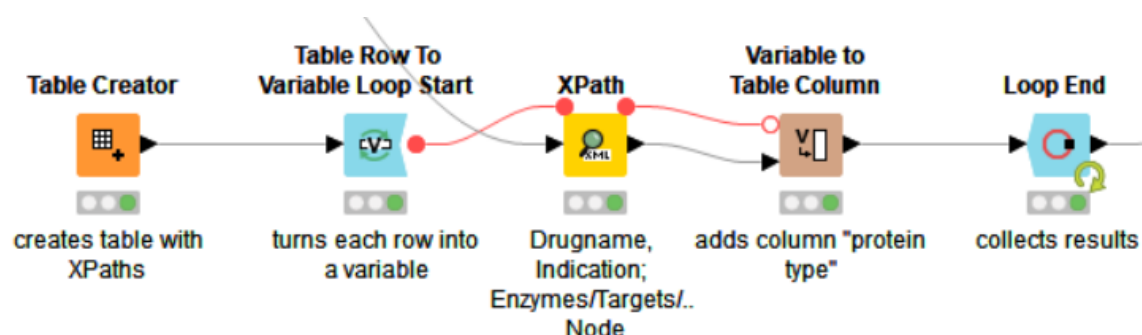 Table Creator
Table Row To
Variable Loop Start
XPath
Variable to
Table Column
Loop End
V
XML
V
creates table with
XPaths
turns each row into
a variable
Drugname,
Indication;
Enzymes/Targets/..
Node
adds column "protein
type"
collects results